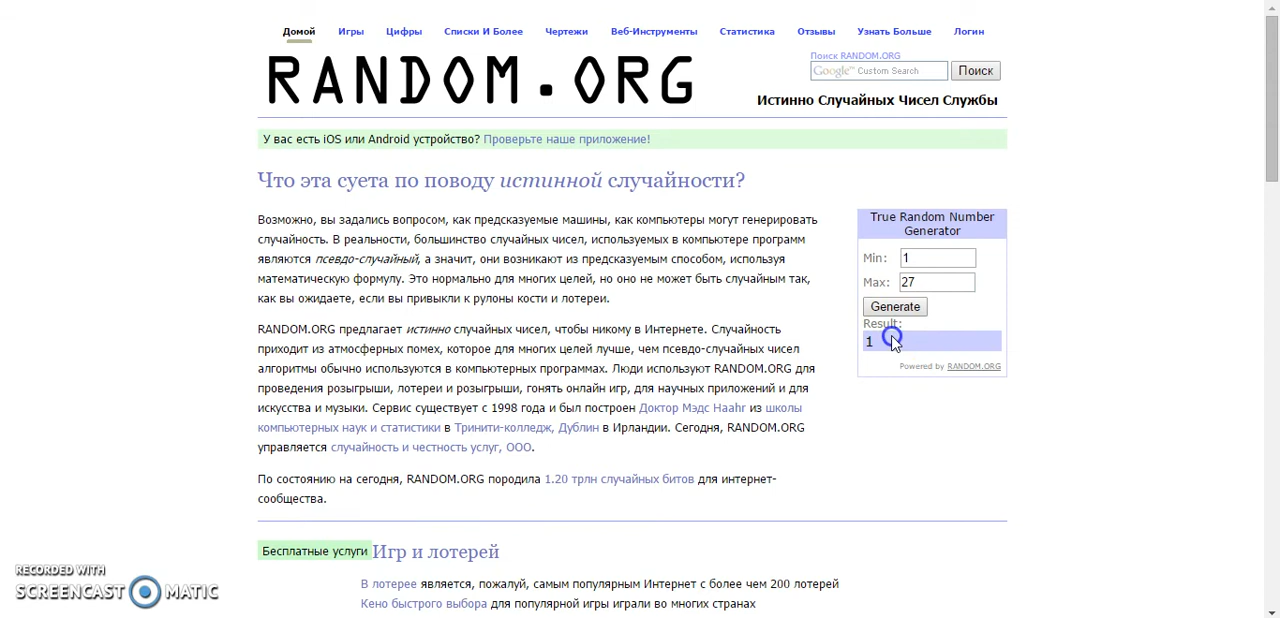 Домой Игры Цифры Списки И Более Чертежи Веб-Инструменты Статистика Отзывы Узнать Больше Логин
RANDOM.ORG
Поиск RANDOM.ORG
Google™ Custom Search Поиск
Истинно Случайных Чисел Службы
У вас есть iOS или Android устройство? Проверьте наше приложение!
Что эта суета по поводу истинной случайности?
Возможно, вы задались вопросом, как предсказуемые машины, как компьютеры могут генерировать
случайность. В реальности, большинство случайных чисел, используемых в компьютере программ
являются псевдо-случайный, а значит, они возникают из предсказуемым способом, используя
математическую формулу. Это нормально для многих целей, но оно не может быть случайным так,
как вы ожидаете, если вы привыкли к рулоны кости и лотереи.
RANDOM.ORG предлагает истинно случайных чисел, чтобы никому в Интернете. Случайность
приходит из атмосферных помех, которое для многих целей лучше, чем псевдо-случайных чисел
алгоритмы обычно используются в компьютерных программах. Люди используют RANDOM.ORG для
проведения розыгрыши, лотереи и розыгрыши, гонять онлайн игр, для научных приложений и для
искусства и музыки. Сервис существует с 1998 года и был построен Доктор Мэдс Нааhr из школы
компьютерных наук и статистики в Тринити-колледж, Дублин в Ирландии. Сегодня, RANDOM.ORG
управляется случайность и честность услуг, ООО.
По состоянию на сегодня, RANDOM.ORG породила 1.20 трлн случайных битов для интернет-
сообщества.
True Random Number
Generator
Min: 1
Max: 27
Generate
Result:
1
Powered by RANDOM.ORG
Бесплатные услуги Игр и лотерей
В лотерее является, пожалуй, самым популярным Интернет с более чем 200 лотерей
Кено быстрого выбора для популярной игры играли во многих странах
RECORDED WITH
SCREENCAST MATIC